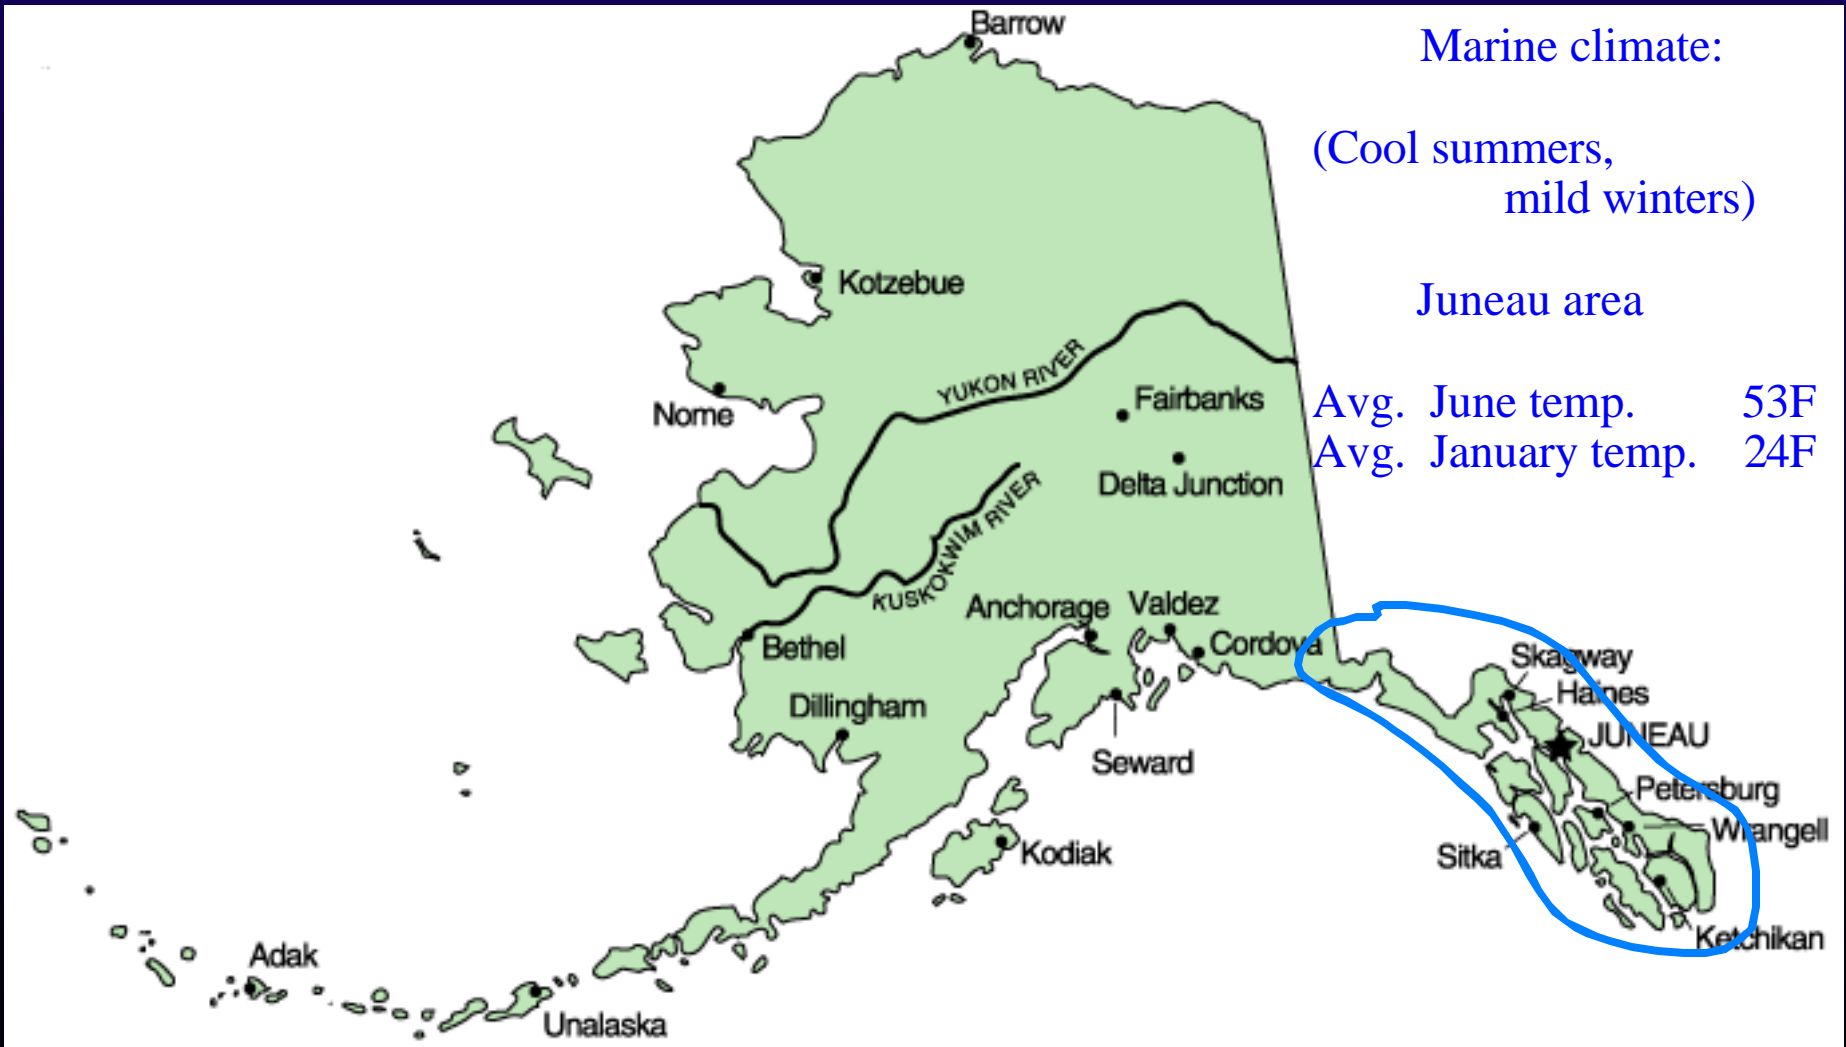 Barrow
Marine climate:
(Cool summers,
mild winters)
Kotzebue
Juneau area
YUKON RIVER
Fairbanks
Avg. June temp. 53F
Nome
Avg. January temp. 24F
Delta Junction
KUSKOKWIM RIVER
Anchorage
Valdez
Cordova
Bethel
Skagway
Haines
Dillingham
JUNEAU
Seward
Petersburg
Wrangell
Kodiak
Sitka
Ketchikan
Adak
Unalaska